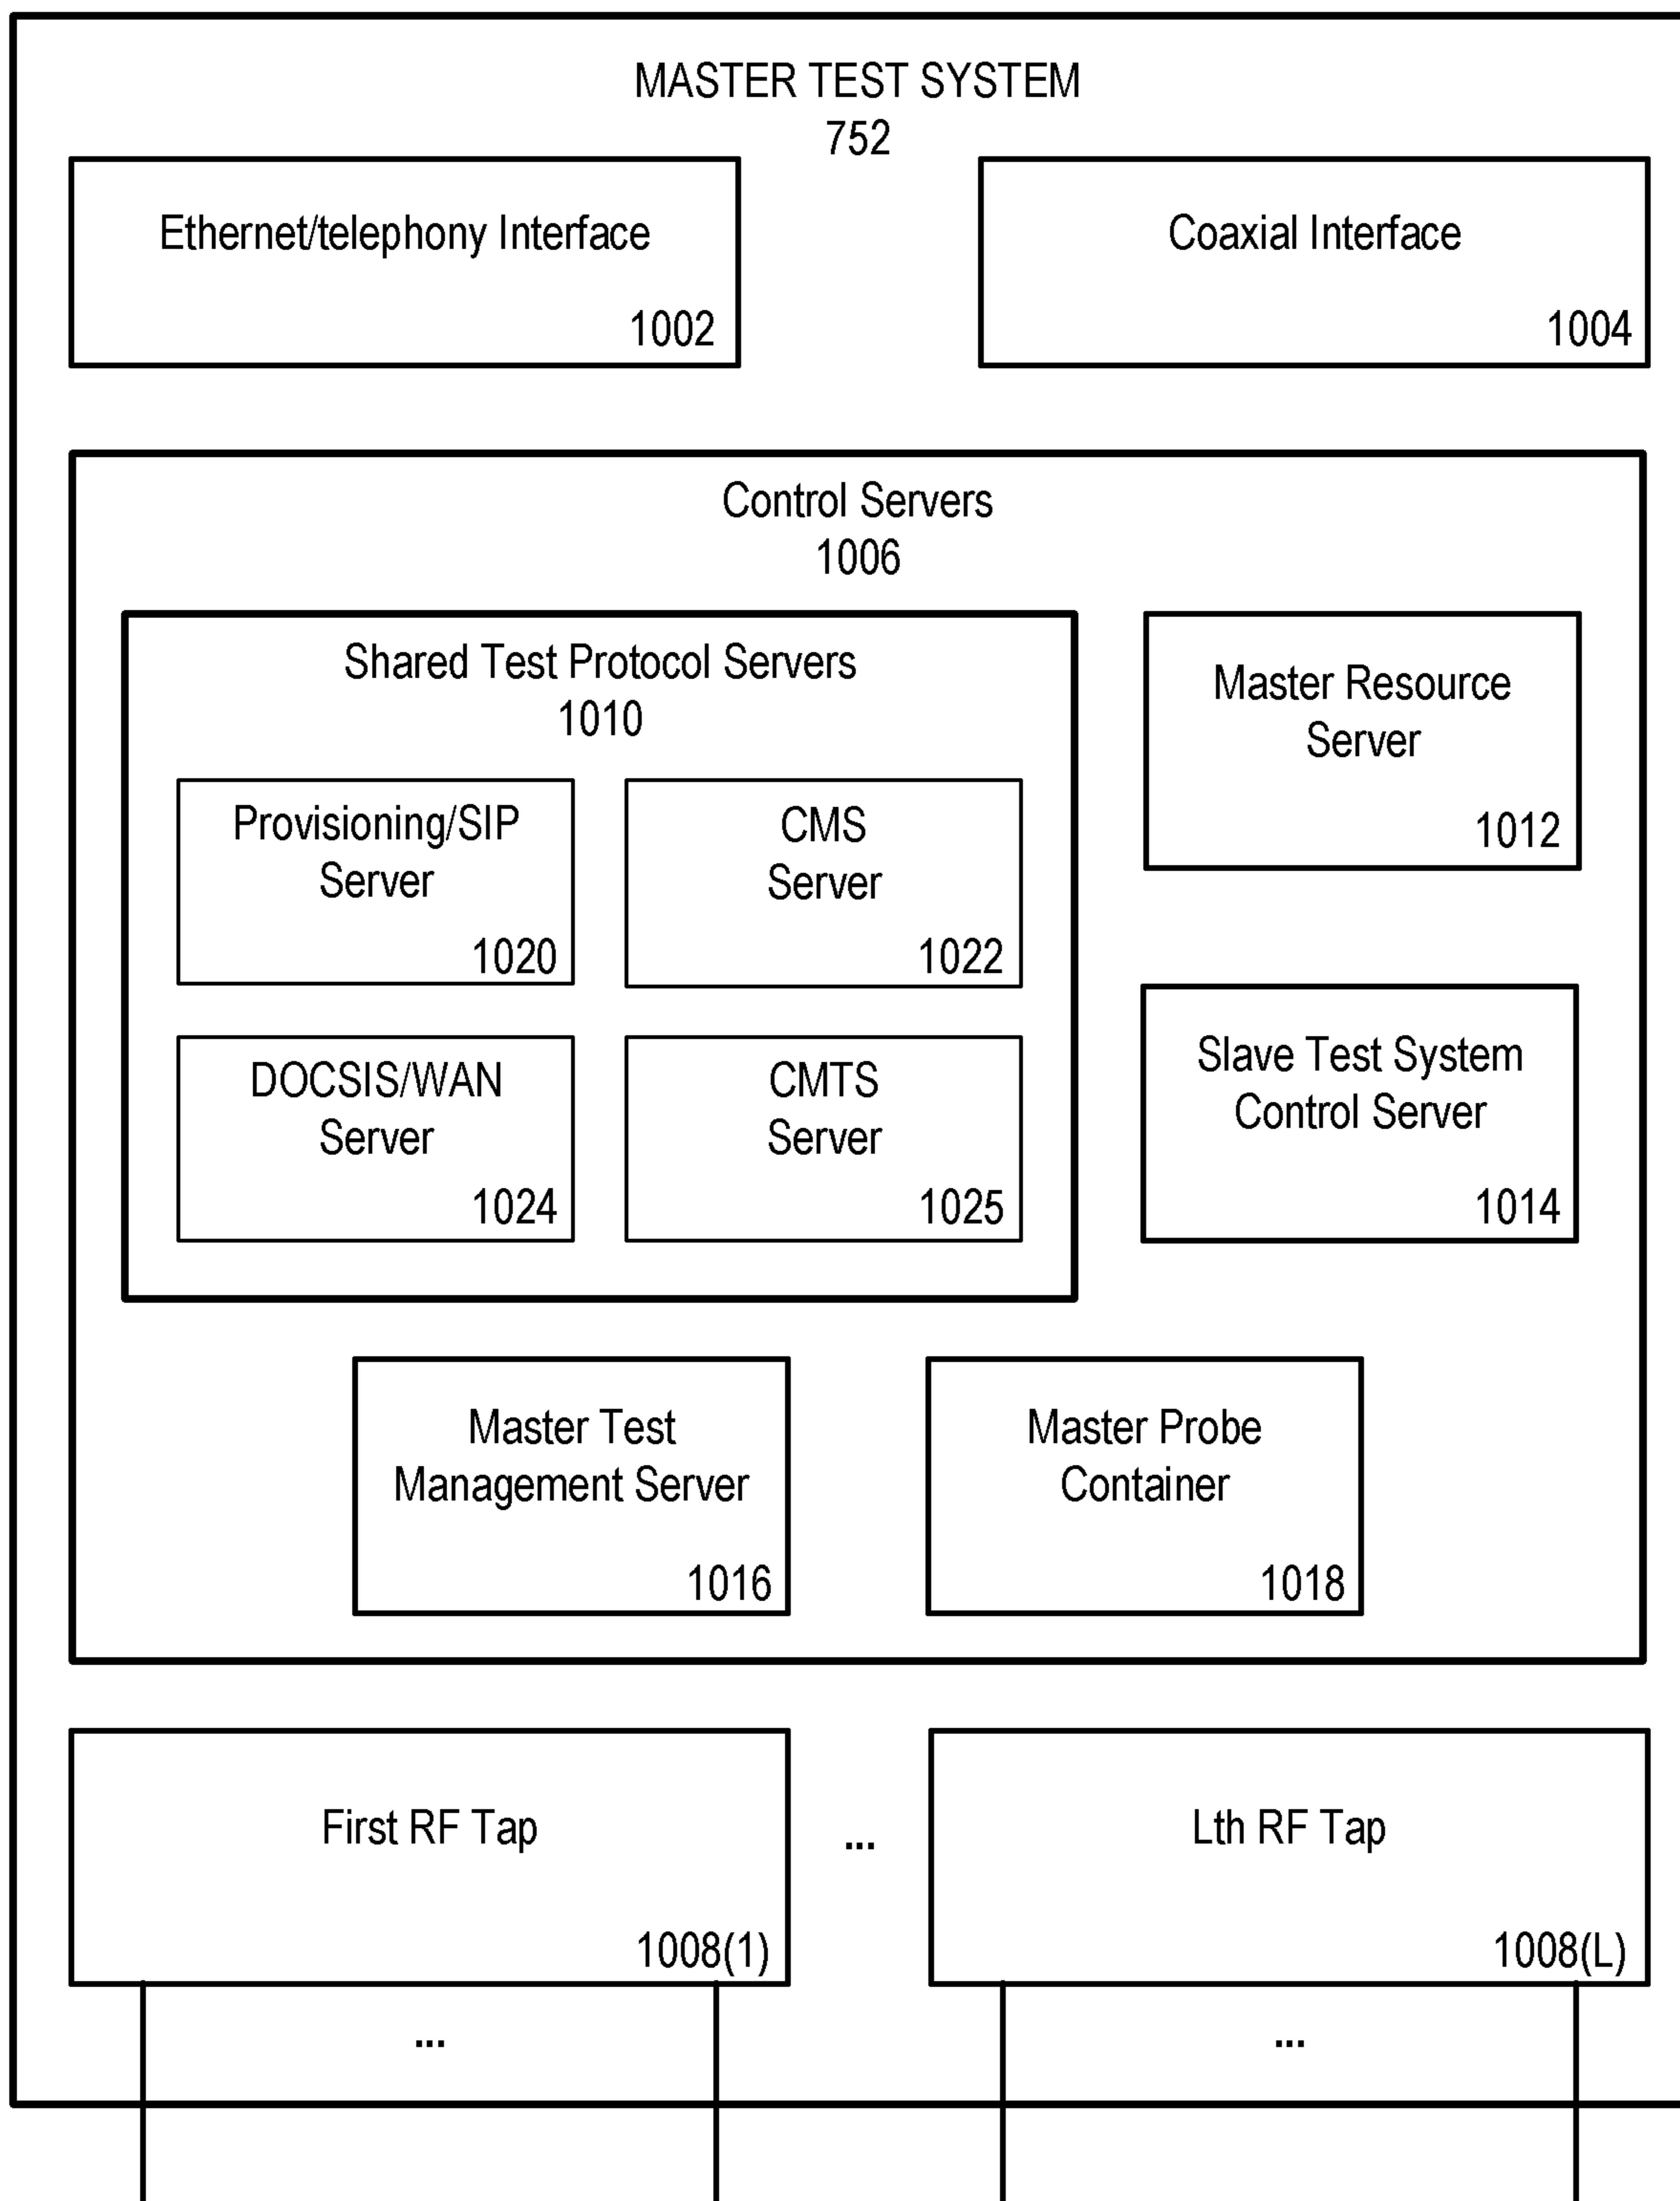 MASTER TEST SYSTEM
752
Ethernet/telephony Interface
1002
Coaxial Interface
1004
Control Servers
1006
Shared Test Protocol Servers
1010
Provisioning/SIP
Server
1020
CMS
Server
1022
DOCSIS/WAN
Server
1024
CMTS
Server
1025
Master Resource
Server
1012
Slave Test System
Control Server
1014
Master Test
Management Server
1016
Master Probe
Container
1018
First RF Tap
1008(1)
...
Lth RF Tap
1008(L)
...
...